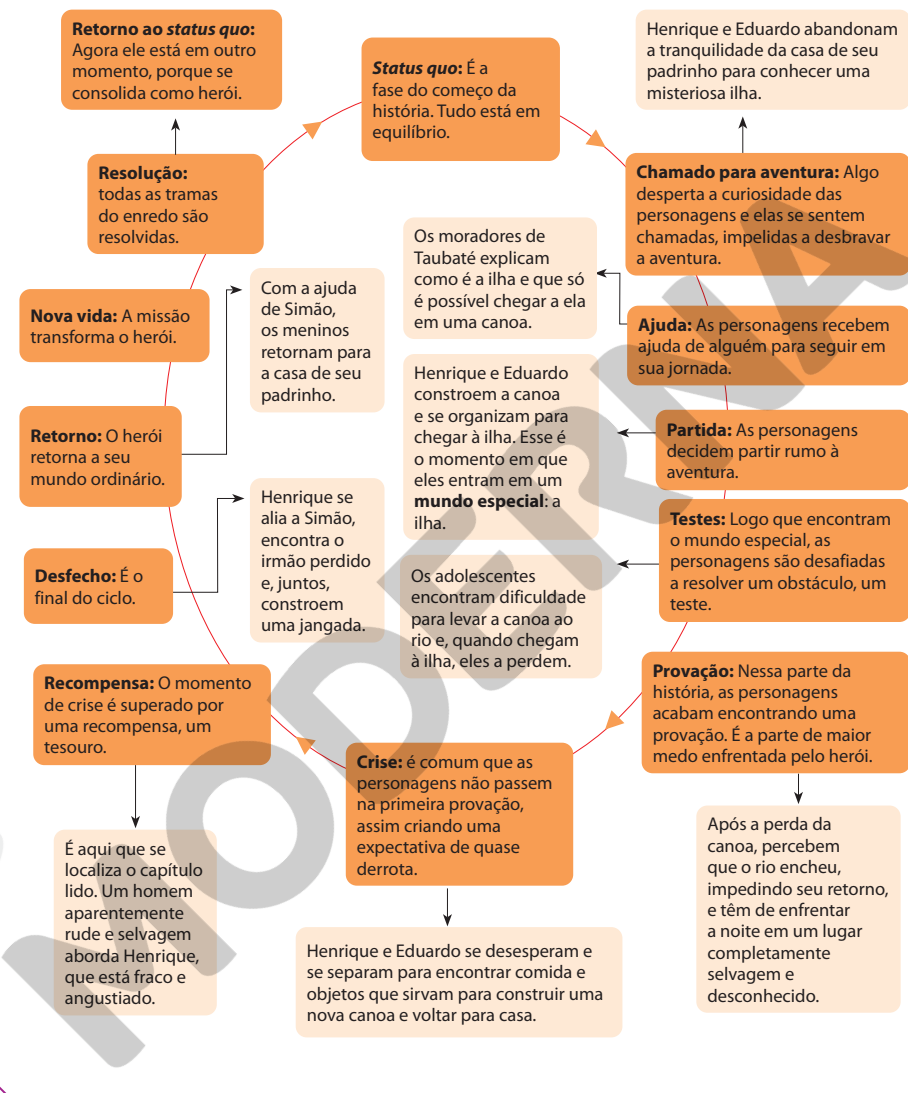 Retorno ao status quo:
Agora ele está em outro
momento, porque se
consolida como herói.
Status quo: É a
fase do começo da
história. Tudo está em
equilíbrio.
Henrique e Eduardo abandonam
a tranquilidade da casa de seu
padrinho para conhecer uma
misteriosa ilha.
Resolução:
todas as tramas
do enredo são
resolvidas.
Chamado para aventura: Algo
desperta a curiosidade das
personagens e elas se sentem
chamadas, impelidas a desbravar
a aventura.
Os moradores de
Taubaté explicam
como é a ilha e que só
é possível chegar a ela
em uma canoa.
Nova vida: A missão
transforma o herói.
Com a ajuda
de Simão,
os meninos
retornam para
a casa de seu
padrinho.
Ajuda: As personagens recebem
ajuda de alguém para seguir em
sua jornada.
Henrique e Eduardo
constroem a canoa
e se organizam para
chegar à ilha. Esse é
o momento em que
eles entram em um
mundo especial: a
ilha.
Retorno: O herói
retorna a seu
mundo ordinário.
Partida: As personagens
decidem partir rumo à
aventura.
Henrique se
alia a Simão,
encontra o
irmão perdido
e, juntos,
constroem
uma jangada.
Testes: Logo que encontram
o mundo especial, as
personagens são desafiadas
a resolver um obstáculo, um
teste.
Desfecho: É o
final do ciclo.
Os adolescentes
encontram dificuldade
para levar a canoa ao
rio e, quando chegam
à ilha, eles a perdem.
Recompensa: O momento
de crise é superado por
uma recompensa, um
tesouro.
Provação: Nessa parte da
história, as personagens
acabam encontrando uma
provação. É a parte de maior
medo enfrentada pelo herói.
Crise: é comum que as
personagens não passem
na primeira provação,
assim criando uma
expectativa de quase
derrota.
É aqui que se
localiza o capítulo
lido. Um homem
aparentemente
rude e selvagem
aborda Henrique,
que está fraco e
angustiado.
Após a perda da
canoa, percebem
que o rio encheu,
impedindo seu retorno,
e têm de enfrentar
a noite em um lugar
completamente
selvagem e
desconhecido.
Henrique e Eduardo se desesperam e
se separam para encontrar comida e
objetos que sirvam para construir uma
nova canoa e voltar para casa.
MODERNA